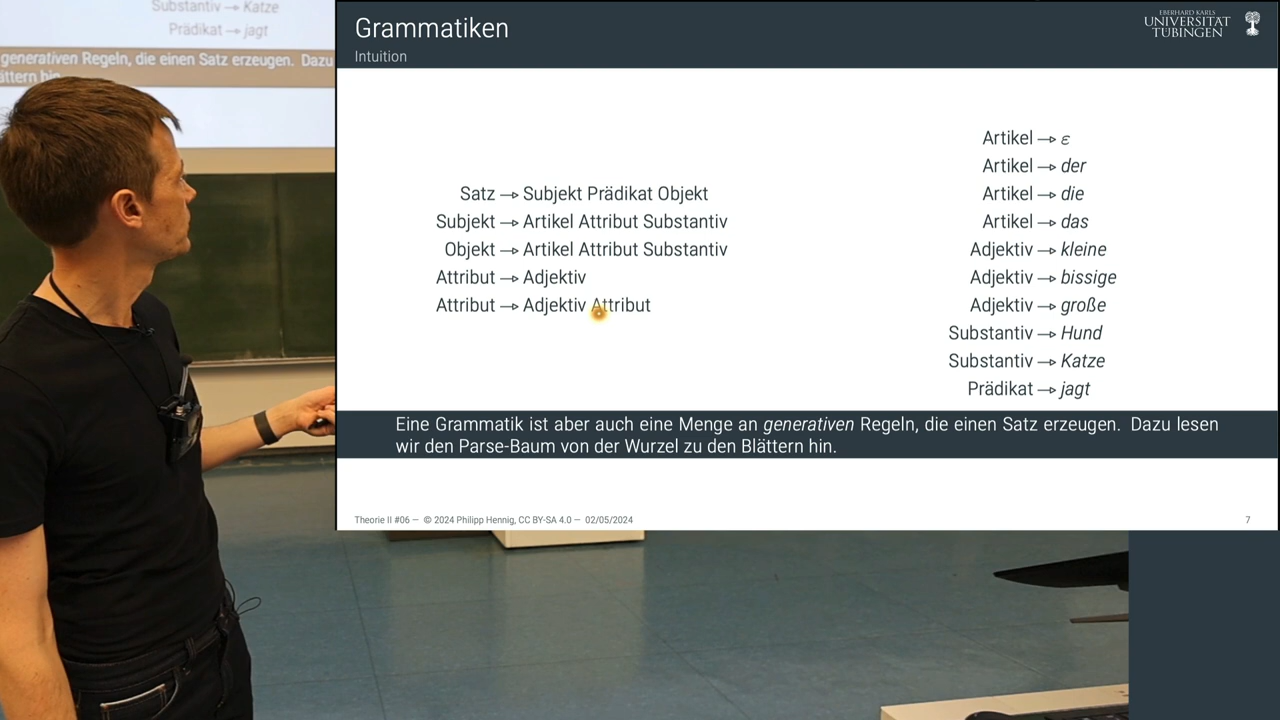 Substantiv → Katze
Prädikat → jagt
generativen Regeln, die einen Satz erzeugen. Dazu
ättern hin.
Grammatiken
Intuition
EBERHARD KARLS
UNIVERSITAT
TUBINGEN
Satz → Subjekt Prädikat Objekt
Subjekt → Artikel Attribut Substantiv
Objekt → Artikel Attribut Substantiv
Attribut → Adjektiv
Attribut → Adjektiv Attribut
Artikel → ε
Artikel → der
Artikel → die
Artikel → das
Adjektiv → kleine
Adjektiv → bissige
Adjektiv → große
Substantiv → Hund
Substantiv → Katze
Prädikat → jagt
Eine Grammatik ist aber auch eine Menge an generativen Regeln, die einen Satz erzeugen. Dazu lesen
wir den Parse-Baum von der Wurzel zu den Blättern hin.
Theorie II #06 — © 2024 Philipp Hennig, CC BY-SA 4.0 — 02/05/2024
7